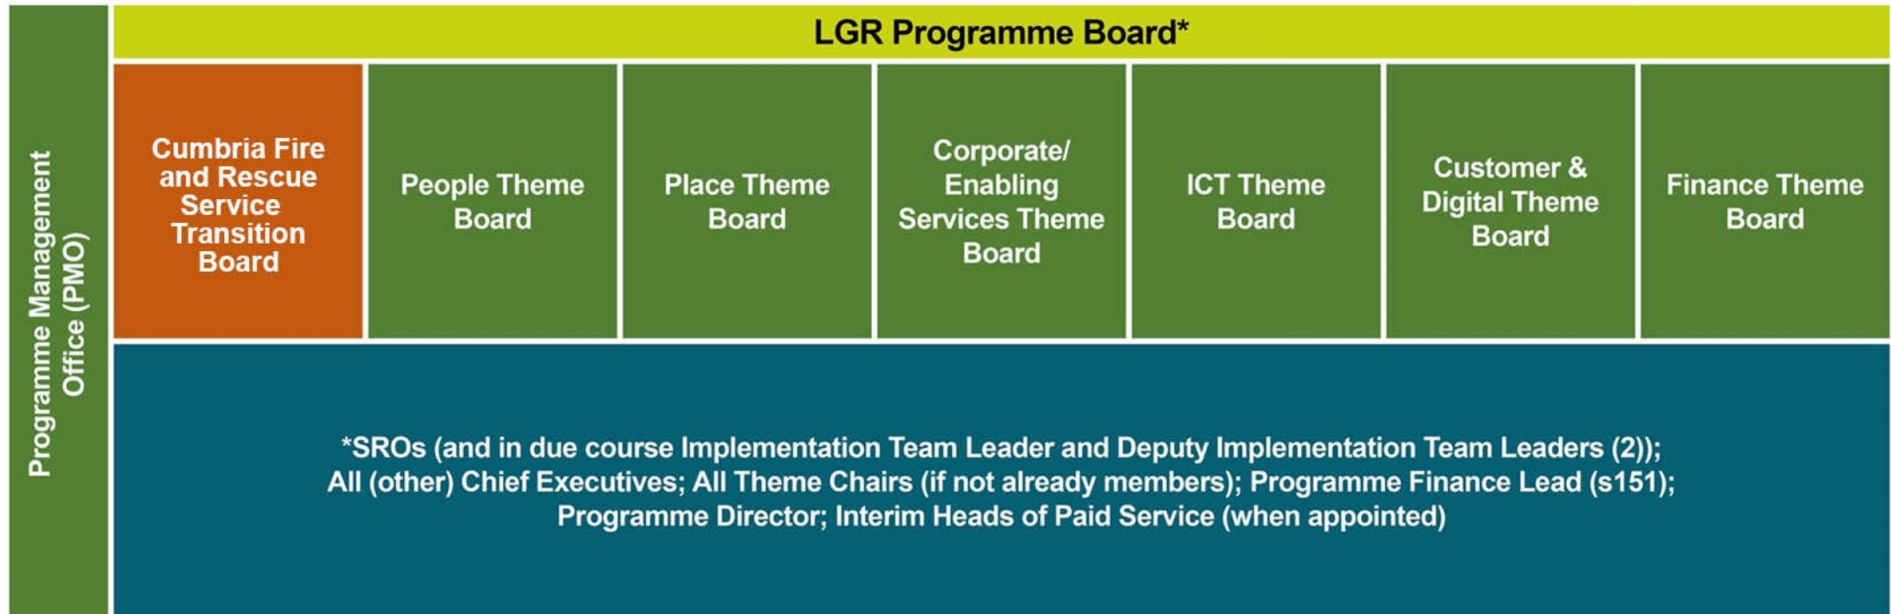 Programme Management
Office (PMO)
LGR Programme Board*
Cumbria Fire
and Rescue
Service
Transition
Board
People Theme
Board
Place Theme
Board
Corporate/
Enabling
Services Theme
Board
ICT Theme
Board
Customer &
Digital Theme
Board
Finance Theme
Board
*SROs (and in due course Implementation Team Leader and Deputy Implementation Team Leaders (2));
All (other) Chief Executives; All Theme Chairs (if not already members); Programme Finance Lead (s151);
Programme Director; Interim Heads of Paid Service (when appointed)